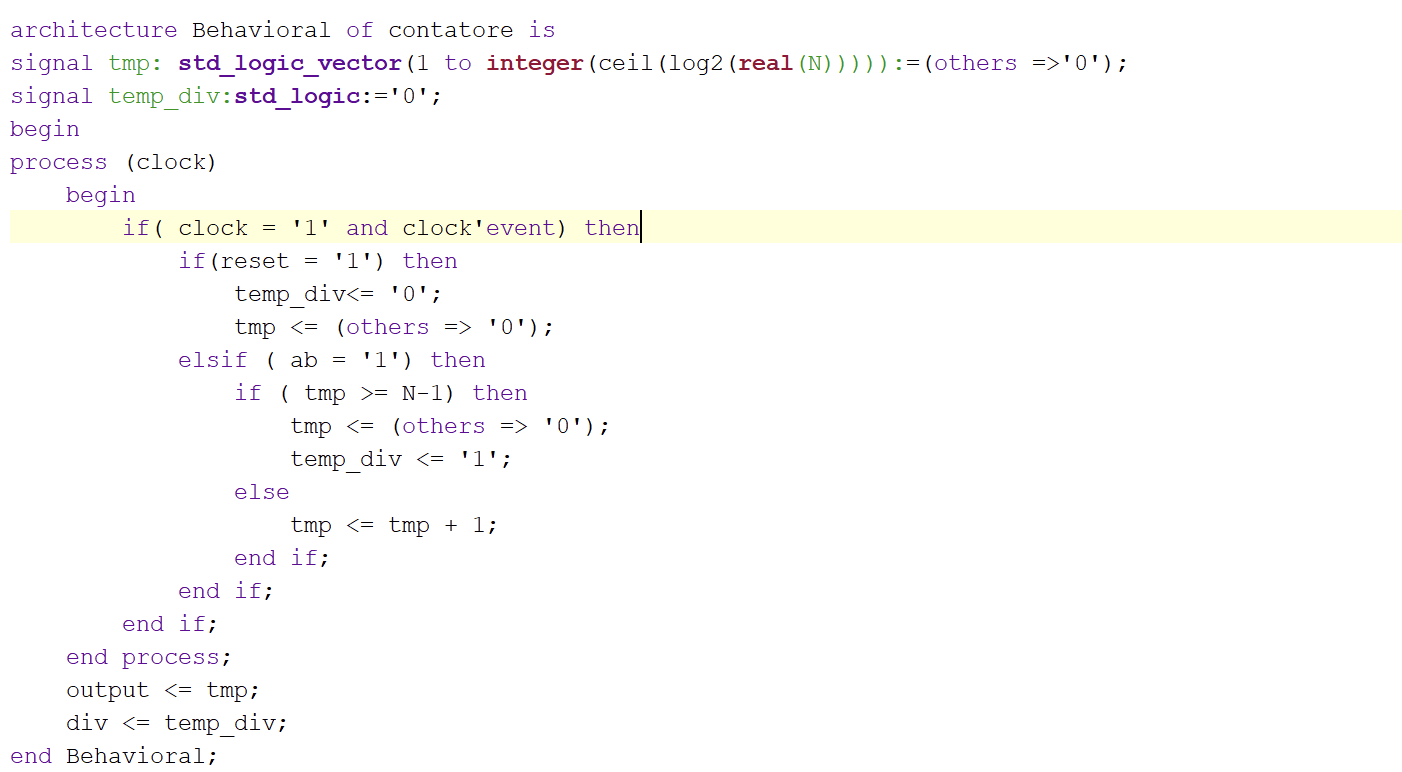 architecture Behavioral of contatore is
signal tmp: std_logic_vector(1 to integer(ceil(log2(real(N))))):=(others =>'0');
signal temp_div:std_logic:='0';
begin
process (clock)
    begin
        if( clock = '1' and clock'event) then
            if(reset = '1') then
                temp_div<= '0';
                tmp <= (others => '0');
            elsif ( ab = '1') then
                if ( tmp >= N-1) then
                    tmp <= (others => '0');
                    temp_div <= '1';
                else
                    tmp <= tmp + 1;
                end if;
            end if;
        end if;
    end process;
    output <= tmp;
    div <= temp_div;
end Behavioral;